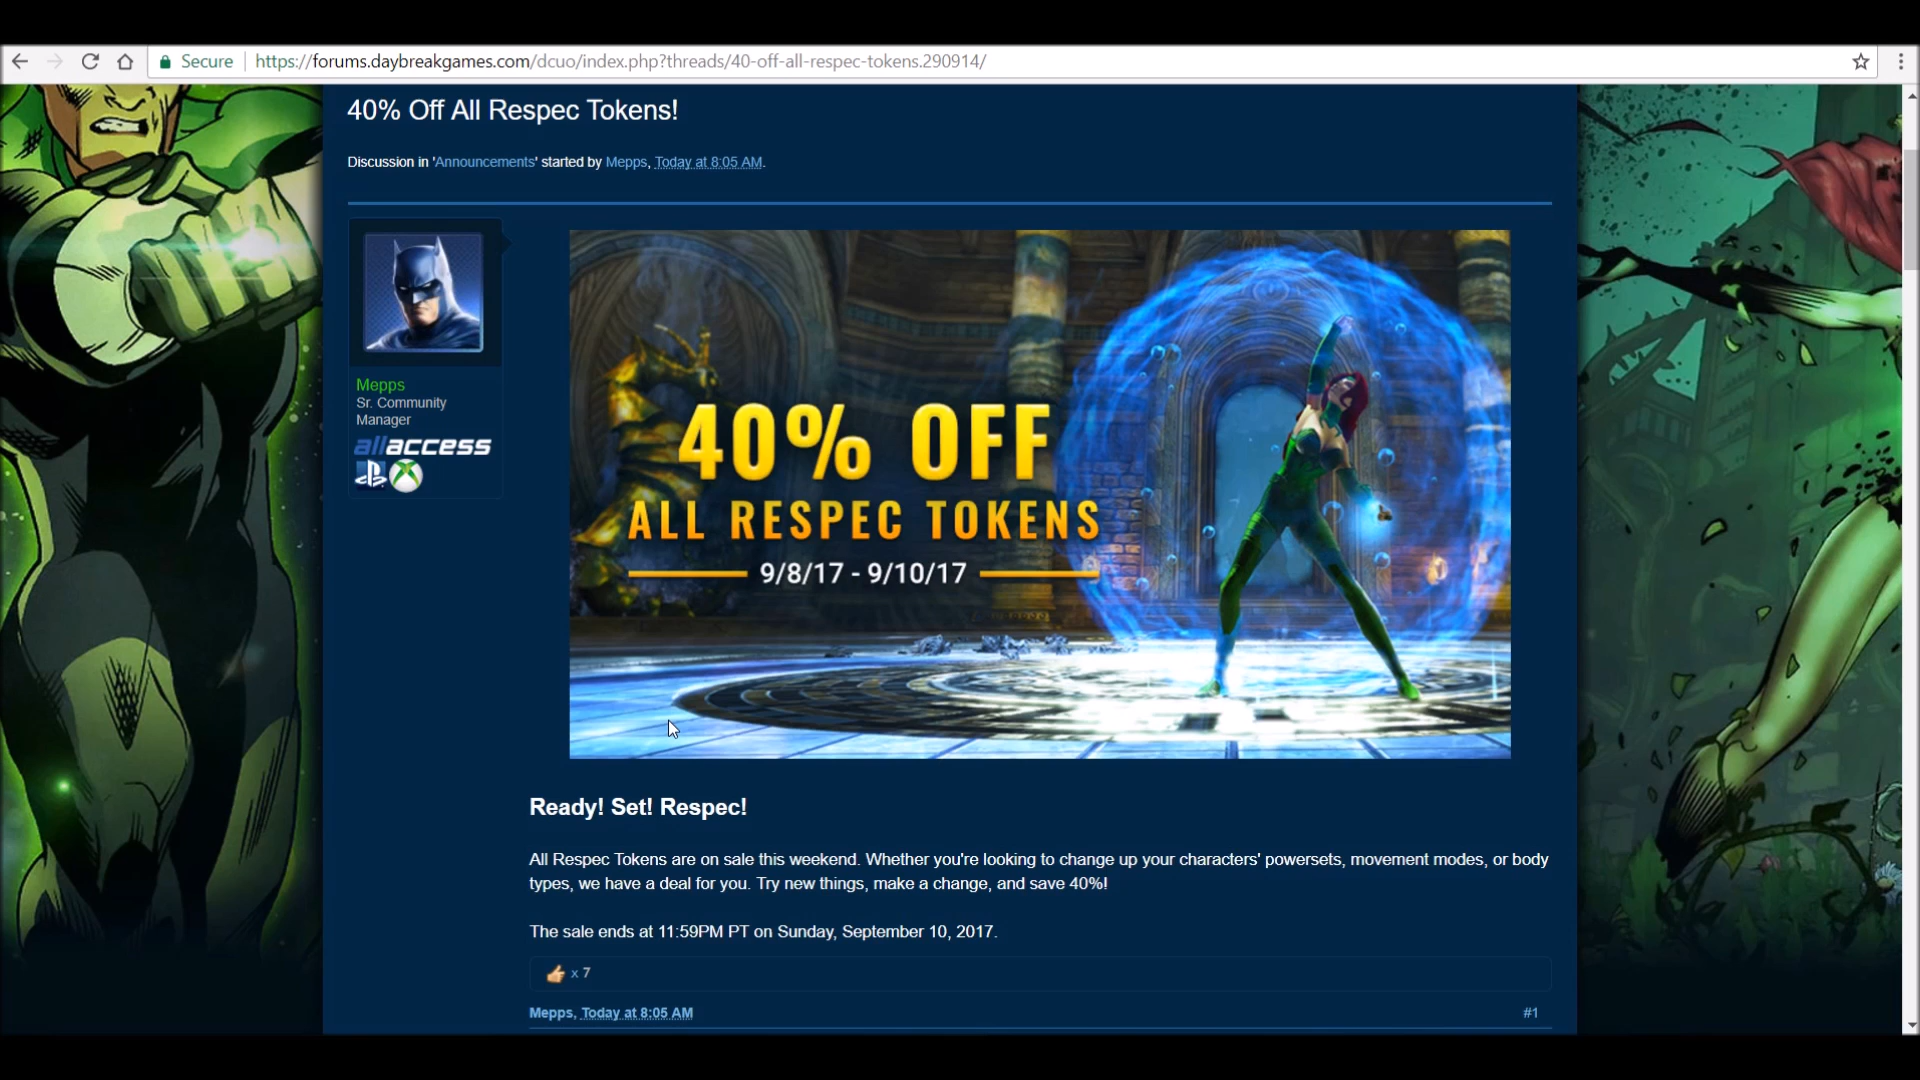 Secure https://forums.daybreakgames.com/dcuo/index.php?threads/40-off-all-respec-tokens.290914/
40% Off All Respec Tokens!
Discussion in 'Announcements' started by Mepps, Today at 8:05 AM.
Mepps
Sr. Community
Manager
allaccess
40% OFF
ALL RESPEC TOKENS
9/8/17 - 9/10/17
Ready! Set! Respec!
All Respec Tokens are on sale this weekend. Whether you're looking to change up your characters' powersets, movement modes, or body
types, we have a deal for you. Try new things, make a change, and save 40%!
The sale ends at 11:59PM PT on Sunday, September 10, 2017.
x 7
Mepps, Today at 8:05 AM #1